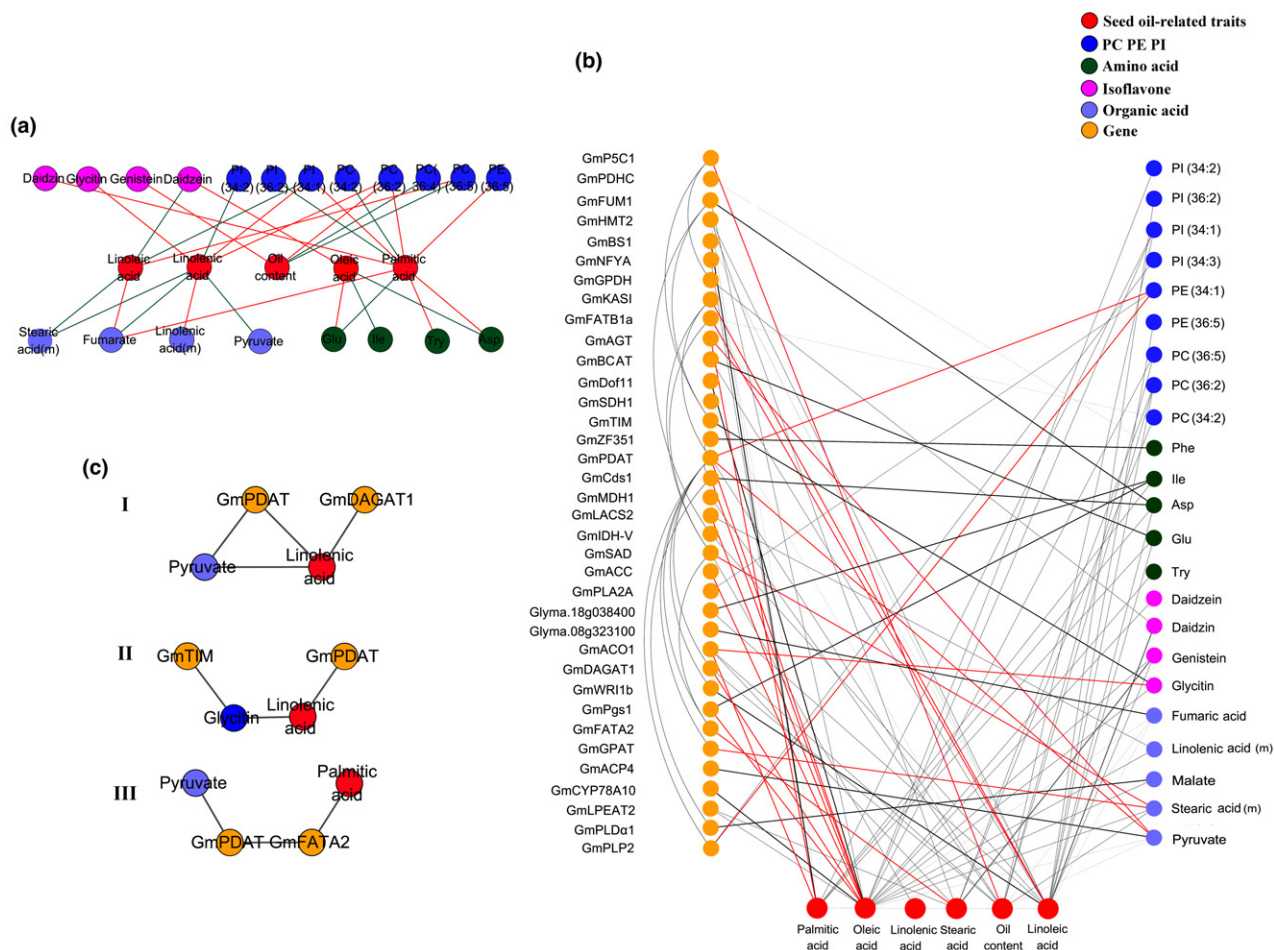 Seed oil-related traits
PC PE PI
Amino acid
Isoflavone
Organic acid
Gene
(a)
Daidzin
Glycitin
Genistein
Daidzein
PI
(34:2)
PI
(36:2)
PI
(34:1)
PC
(34:2)
PC
(36:2)
PC(
36:4)
PC
(36:5)
PE
(36:5)
Linoleic
acid
Linolenic
acid
Oil
content
Oleic
acid
Palmitic
acid
Stearic
acid(m)
Fumarate
Linolenic
acid(m)
Pyruvate
Glu
Ile
Try
Asp
(b)
GmP5C1
GmPDHC
GmFUM1
GmHMT2
GmBS1
GmNFYA
GmGPDH
GmKASI
GmFATB1a
GmAGT
GmBCAT
GmDof11
GmSDH1
GmTIM
GmZF351
GmPDAT
GmCds1
GmMDH1
GmLACS2
GmIDH-V
GmSAD
GmACC
GmPLA2A
Glyma.18g038400
Glyma.08g323100
GmACO1
GmDAGAT1
GmWRI1b
GmPgs1
GmFATA2
GmGPAT
GmACP4
GmCYP78A10
GmLPEAT2
GmPLDα1
GmPLP2
PI (34:2)
PI (36:2)
PI (34:1)
PI (34:3)
PE (34:1)
PE (36:5)
PC (36:5)
PC (36:2)
PC (34:2)
Phe
Ile
Asp
Glu
Try
Daidzein
Daidzin
Genistein
Glycitin
Fumaric acid
Linolenic acid (m)
Malate
Stearic acid (m)
Pyruvate
Palmitic
acid
Oleic
acid
Linolenic
acid
Stearic
acid
Oil
content
Linoleic
acid
(c)
I
GmPDAT
GmDAGAT1
Pyruvate
Linolenic
acid
II
GmTIM
GmPDAT
Glycitin
Linolenic
acid
III
Pyruvate
Palmitic
acid
GmPDAT
GmFATA2